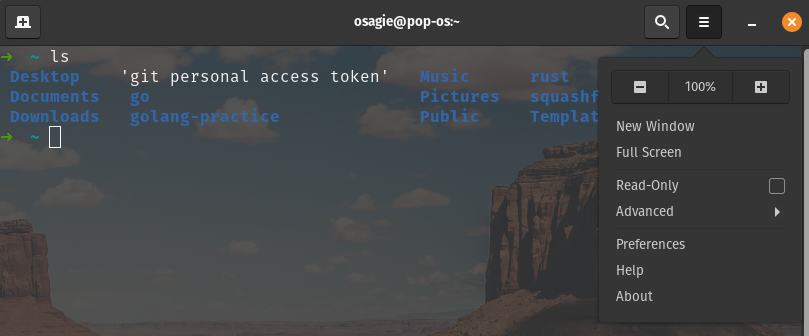 osagie@pop-os:~
➜ ~ ls
Desktop 'git personal access token' Music rust
Documents go Pictures squashf
Downloads golang-practice Public Templat
➜ ~
100%
New Window
Full Screen
Read-Only
Advanced
Preferences
Help
About